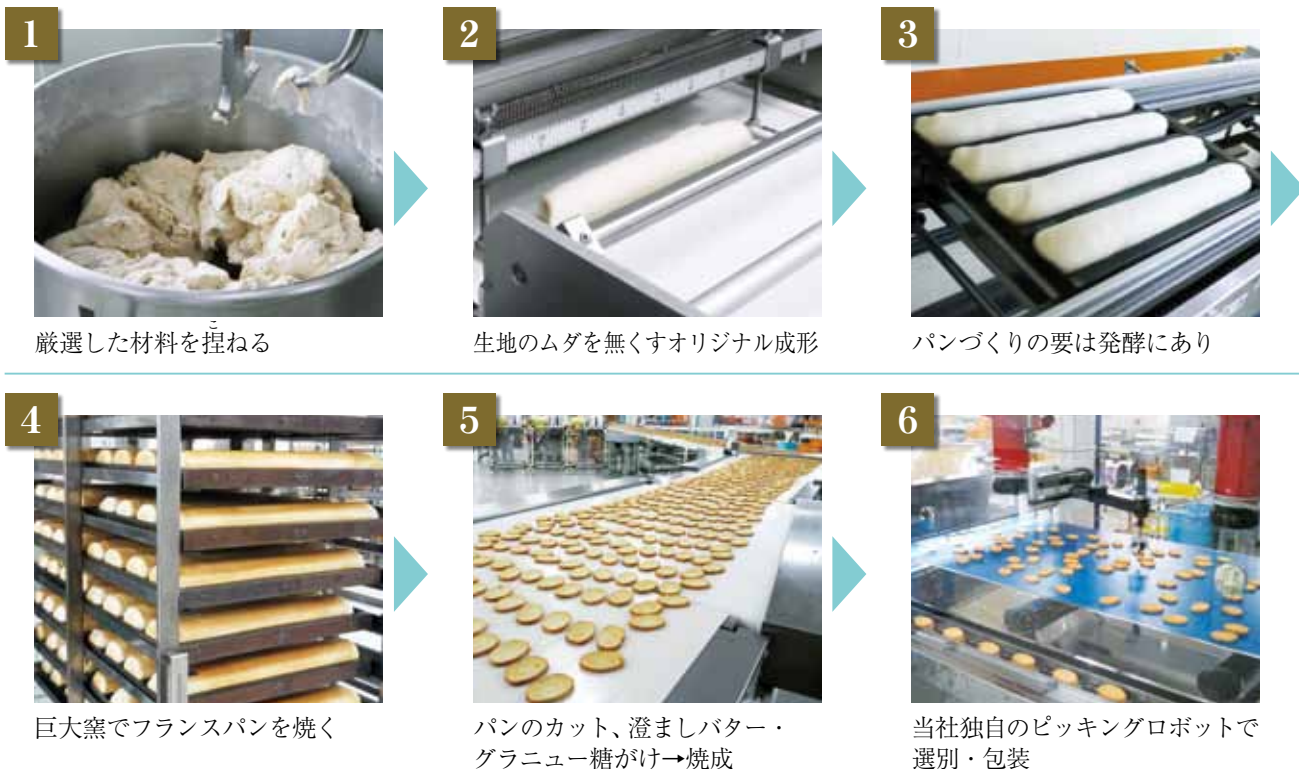 1
2
3
厳選した材料を捏ねる
こ
生地のムダを無くすオリジナル成形
パンづくりの要は発酵にあり
4
5
6
巨大窯でフランスパンを焼く
パンのカット、澄ましバター・
グラニュー糖がけ→焼成
当社独自のピッキングロボットで
選別・包装